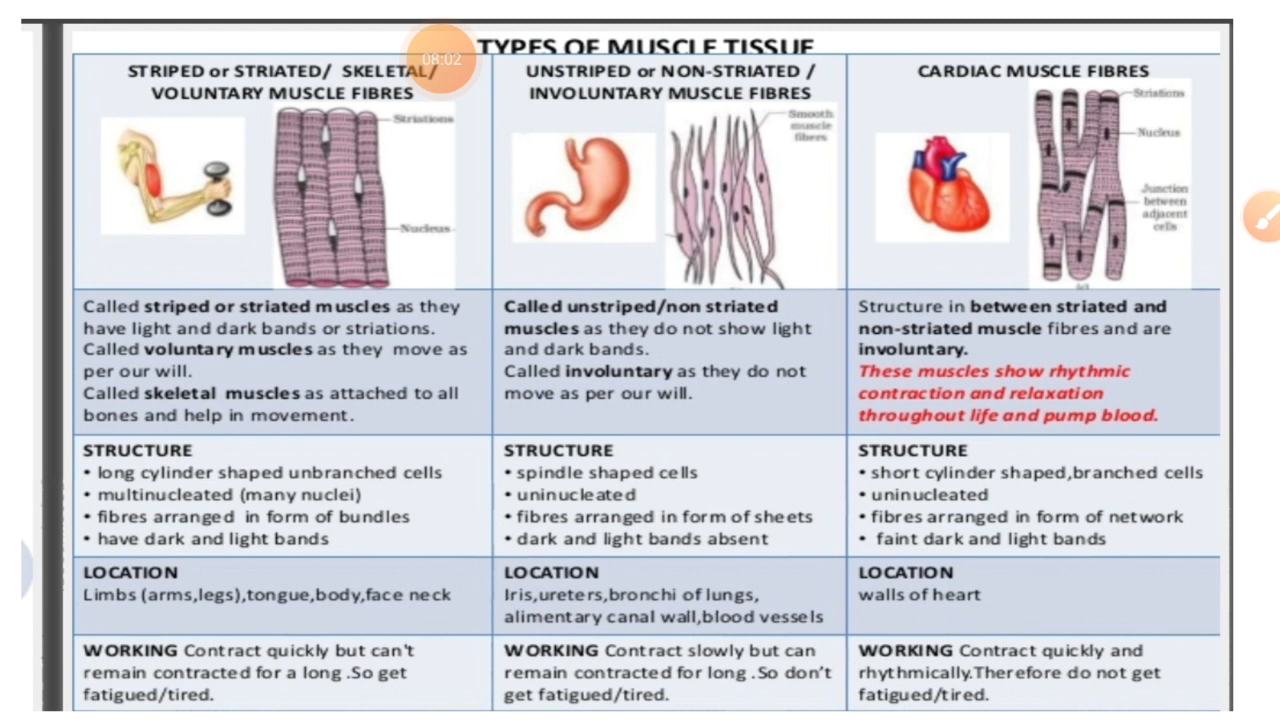 TYPES OF MUSCLE TISSUE
08:02
STRIPED or STRIATED/ SKELETAL/
VOLUNTARY MUSCLE FIBRES
Striations
Nucleus
Called striped or striated muscles as they
have light and dark bands or striations.
Called voluntary muscles as they move as
per our will.
Called skeletal muscles as attached to all
bones and help in movement.
STRUCTURE
• long cylinder shaped unbranched cells
• multinucleated (many nuclei)
• fibres arranged in form of bundles
• have dark and light bands
LOCATION
Limbs (arms,legs),tongue,body,face neck
WORKING Contract quickly but can't
remain contracted for a long .So get
fatigued/tired.
UNSTRIPED or NON-STRIATED /
INVOLUNTARY MUSCLE FIBRES
Smooth
muscle
fibers
Called unstriped/non striated
muscles as they do not show light
and dark bands.
Called involuntary as they do not
move as per our will.
STRUCTURE
• spindle shaped cells
• uninucleated
• fibres arranged in form of sheets
• dark and light bands absent
LOCATION
Iris,ureters,bronchi of lungs,
alimentary canal wall,blood vessels
WORKING Contract slowly but can
remain contracted for long .So don't
get fatigued/tired.
CARDIAC MUSCLE FIBRES
Striations
Nucleus
Junction
between
adjacent
cells
Structure in between striated and
non-striated muscle fibres and are
involuntary.
These muscles show rhythmic
contraction and relaxation
throughout life and pump blood.
STRUCTURE
• short cylinder shaped,branched cells
• uninucleated
• fibres arranged in form of network
• faint dark and light bands
LOCATION
walls of heart
WORKING Contract quickly and
rhythmically.Therefore do not get
fatigued/tired.